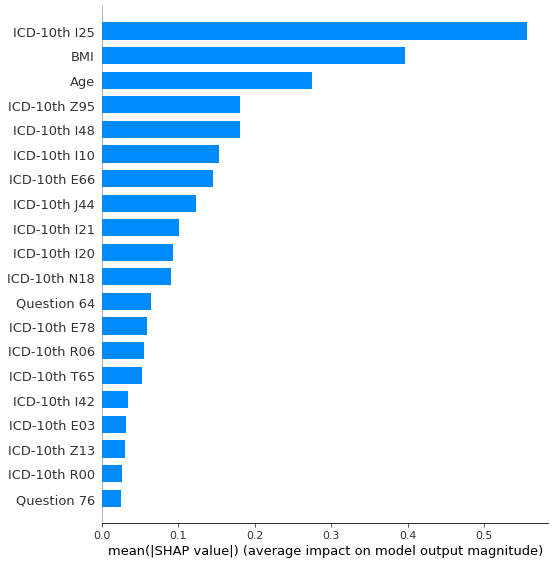 ICD-10th I25
BMI
Age
ICD-10th Z95
ICD-10th I48
ICD-10th I10
ICD-10th E66
ICD-10th J44
ICD-10th I21
ICD-10th I20
ICD-10th N18
Question 64
ICD-10th E78
ICD-10th R06
ICD-10th T65
ICD-10th I42
ICD-10th E03
ICD-10th Z13
ICD-10th R00
Question 76
0.0 0.1 0.2 0.3 0.4 0.5
mean(|SHAP value|) (average impact on model output magnitude)